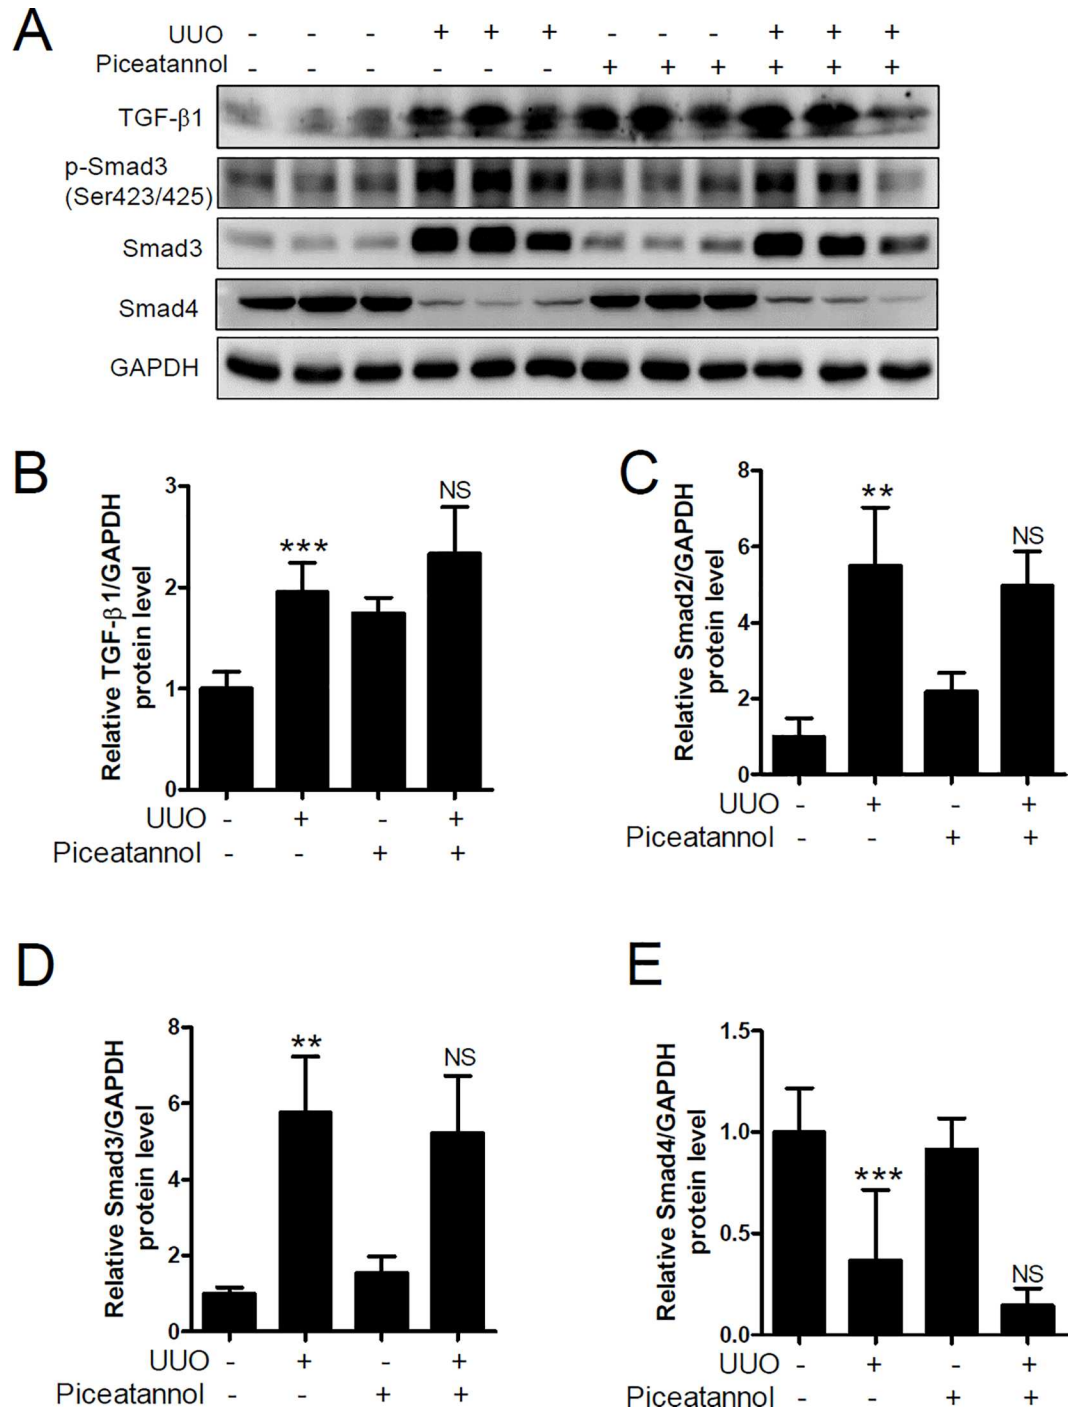 A
UUO - - - + + + - - - + + +
Piceatannol - - - - - - + + + + + +
TGF-β1
p-Smad3
(Ser423/425)
Smad3
Smad4
GAPDH
B
Relative TGF-β1/GAPDH
protein level
3
2
1
0
***
NS
UUO - + - +
Piceatannol - - + +
C
Relative Smad2/GAPDH
protein level
8
6
4
2
0
**
NS
UUO - + - +
Piceatannol - - + +
D
Relative Smad3/GAPDH
protein level
8
6
4
2
0
**
NS
UUO - + - +
Piceatannol - - + +
E
Relative Smad4/GAPDH
protein level
1.5
1.0
0.5
0.0
***
NS
UUO - + - +
Piceatannol - - + +